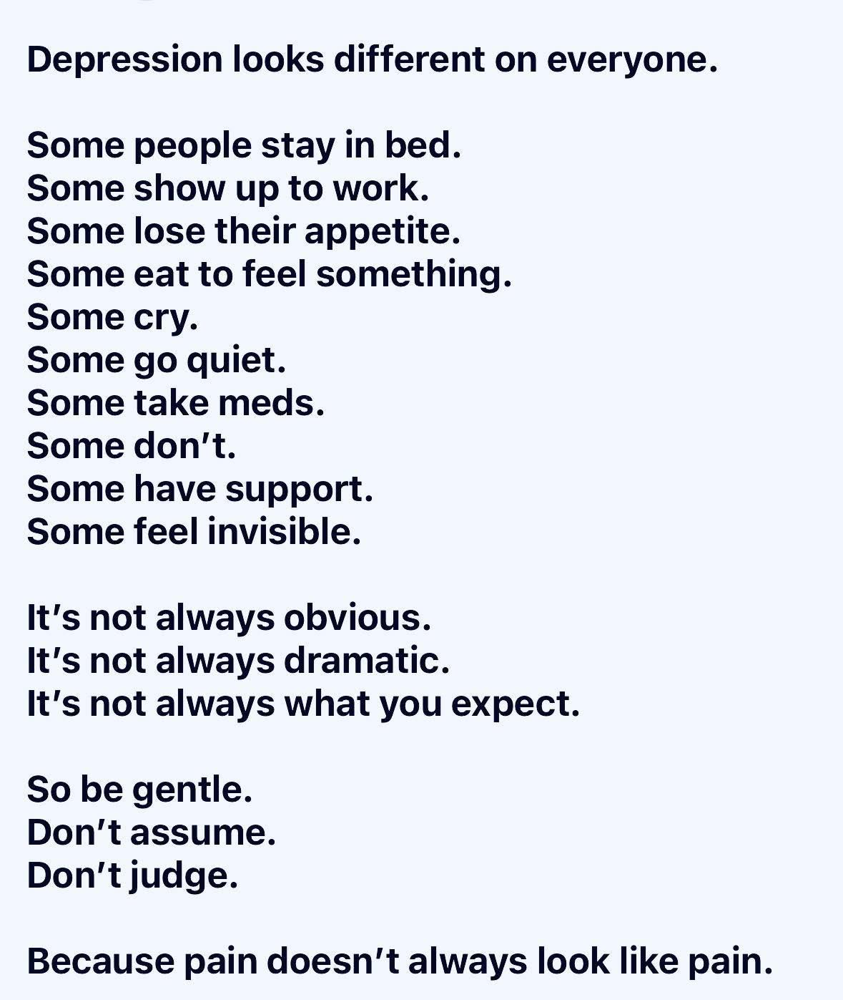 Depression looks different on everyone.
Some people stay in bed.
Some show up to work.
Some lose their appetite.
Some eat to feel something.
Some cry.
Some go quiet.
Some take meds.
Some don’t.
Some have support.
Some feel invisible.
It’s not always obvious.
It’s not always dramatic.
It’s not always what you expect.
So be gentle.
Don’t assume.
Don’t judge.
Because pain doesn’t always look like pain.